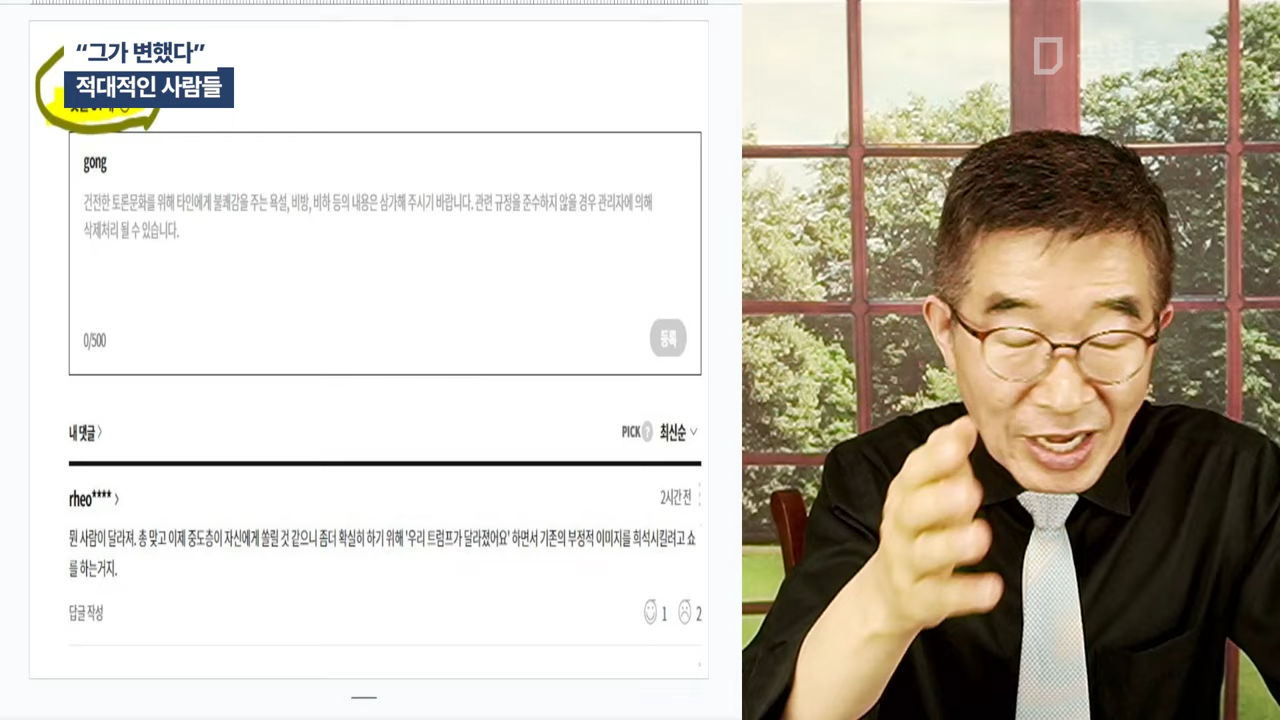 “그가 변했다”
적대적인 사람들
gong
건전한 토론문화를 위해 타인에게 불쾌감을 주는 욕설, 비방, 비하 등의 내용은 삼가해 주시기 바랍니다. 관련 규정을 준수하지 않을 경우 관리자에 의해
삭제처리 될 수 있습니다.
0/500
등록
내 댓글 〉
PICK ? 최신순
rheo**** 〉
2시간 전
뭔 사람이 달라져. 총 맞고 이제 중도층이 자신에게 쏠릴 것 같으니 좀더 확실히 하기 위해 '우리 트럼프가 달라졌어요' 하면서 기존의 부정적 이미지를 희석시킬려고 쇼
를 하는거지.
답글 작성
1
2